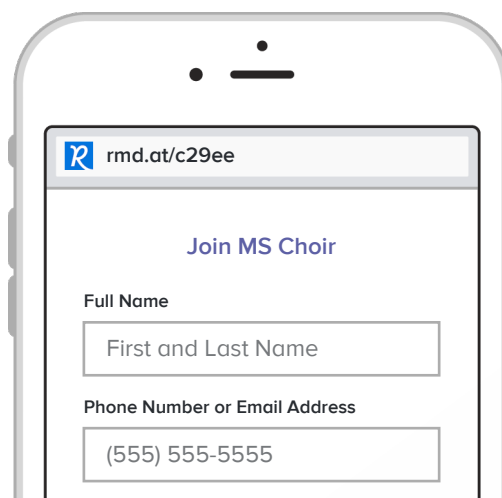 rmd.at/c29ee
Join MS Choir
Full Name
First and Last Name
Phone Number or Email Address
(555) 555-5555